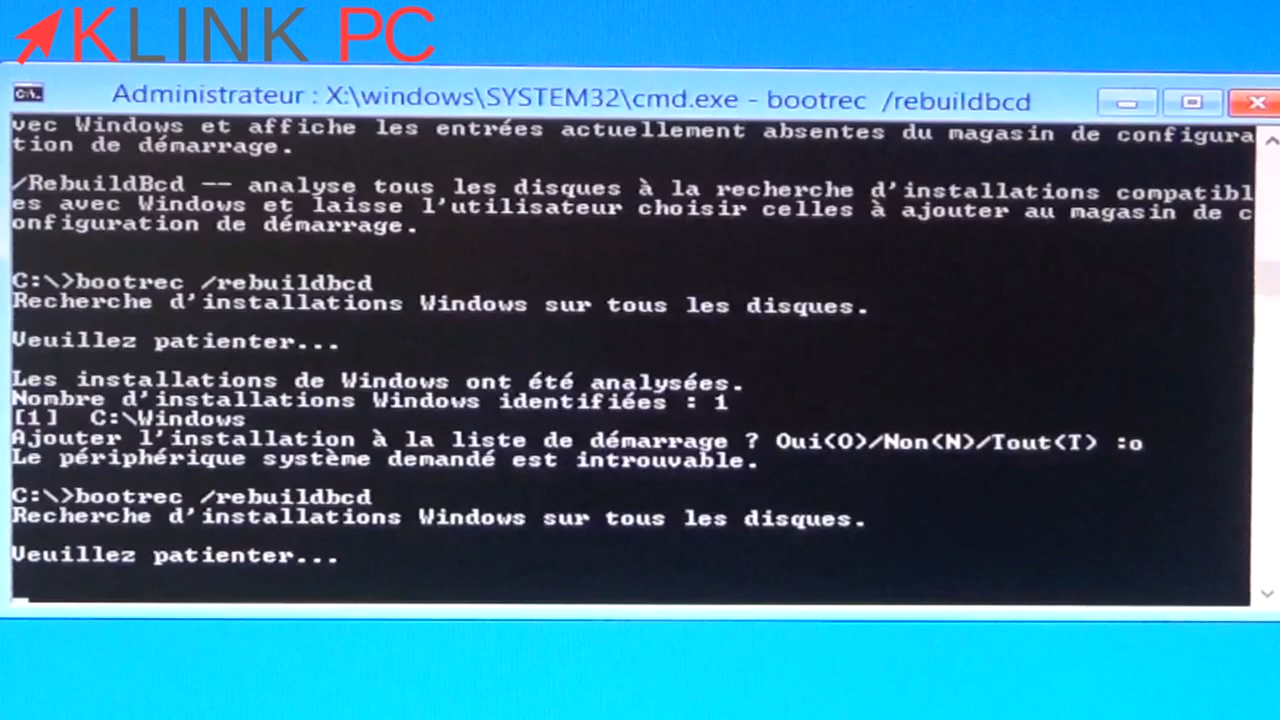 KLINK PC
Administrateur : X:\windows\SYSTEM32\cmd.exe - bootrec /rebuildbcd
vec Windows et affiche les entrées actuellement absentes du magasin de configura
tion de démarrage.
/RebuildBcd -- analyse tous les disques à la recherche d'installations compatibl
es avec Windows et laisse l'utilisateur choisir celles à ajouter au magasin de c
onfiguration de démarrage.
C:\>bootrec /rebuildbcd
Recherche d'installations Windows sur tous les disques.
Veuillez patienter...
Les installations de Windows ont été analysées.
Nombre d'installations Windows identifiées : 1
[1] C:\Windows
Ajouter l'installation à la liste de démarrage ? Oui(O)/Non(N)/Tout(T) :o
Le périphérique système demandé est introuvable.
C:\>bootrec /rebuildbcd
Recherche d'installations Windows sur tous les disques.
Veuillez patienter...